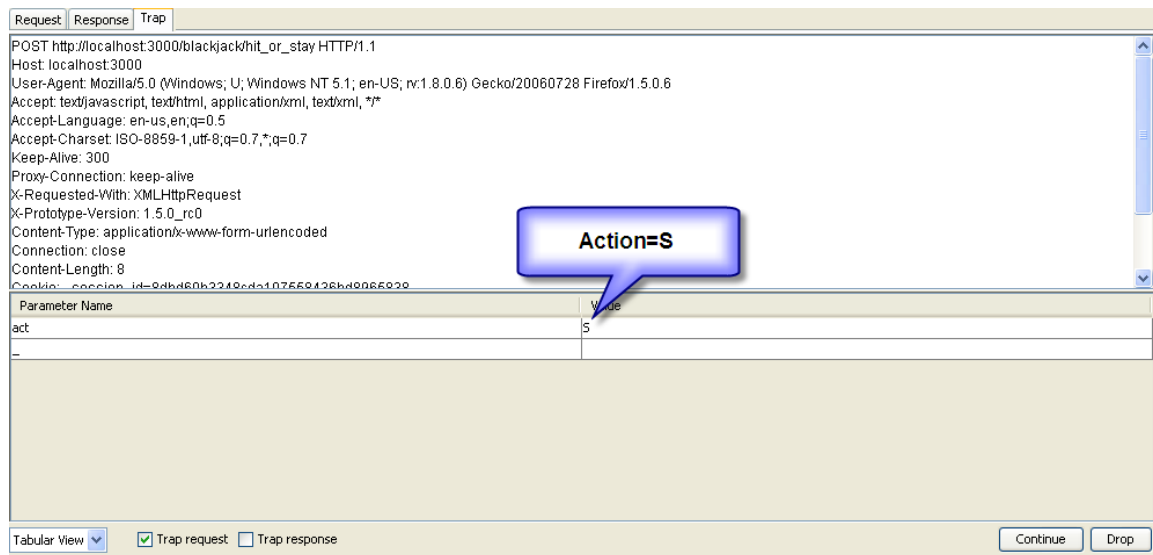 Request Response Trap
POST http://localhost:3000/blackjack/hit_or_stay HTTP/1.1
Host: localhost:3000
User-Agent: Mozilla/5.0 (Windows; U; Windows NT 5.1; en-US; rv:1.8.0.6) Gecko/20060728 Firefox/1.5.0.6
Accept: text/javascript, text/html, application/xml, text/xml, */*
Accept-Language: en-us,en;q=0.5
Accept-Charset: ISO-8859-1,utf-8;q=0.7,*;q=0.7
Keep-Alive: 300
Proxy-Connection: keep-alive
X-Requested-With: XMLHttpRequest
X-Prototype-Version: 1.5.0_rc0
Content-Type: application/x-www-form-urlencoded
Action=S
Connection: close
Content-Length: 8
Parameter Name Value
act S
_
Tabular View Trap request Trap response Continue Drop